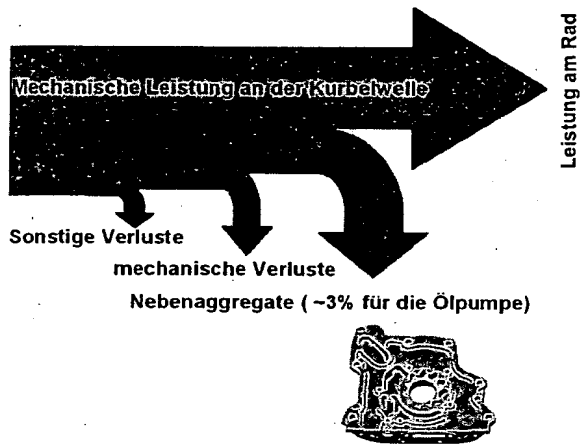 Mechanische Leistung an der Kurbelwelle
Leistung am Rad
Sonstige Verluste
mechanische Verluste
Nebenaggregate ( ~3% für die Ölpumpe)